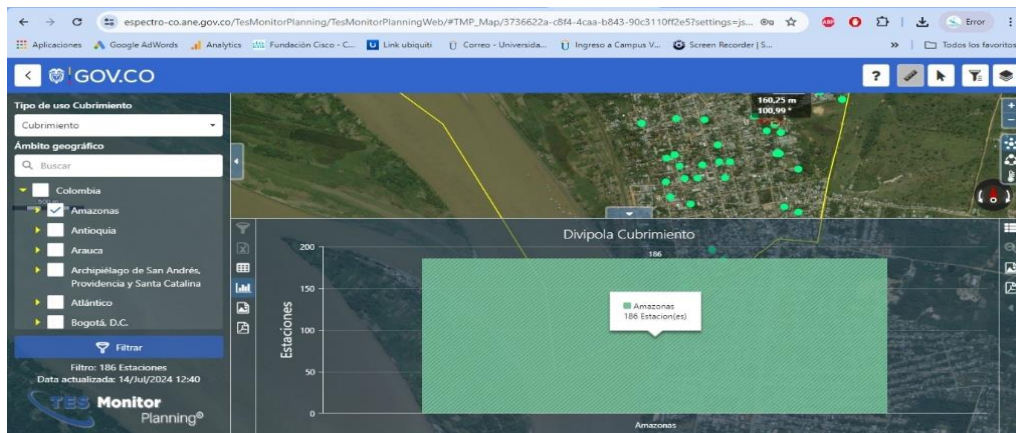 espectro-co.ane.gov.co/TesMonitorPlanning/TesMonitorPlanningWeb/#TMP_Map/3736622a-c8f4-4caa-b843-90c3110ff2e5?settings=js...
Error
Aplicaciones
Google AdWords
Analytics
Fundación Cisco - C...
Link ubiquiti
Correo - Universida...
Ingreso a Campus V...
Screen Recorder | S...
Todos los favoritos
GOV.CO
?
Tipo de uso Cubrimiento
Cubrimiento
Ámbito geográfico
Buscar
Colombia
Amazonas
Antioquia
Arauca
Archipiélago de San Andrés,
Providencia y Santa Catalina
Atlántico
Bogotá, D.C.
Filtrar
Filtro: 186 Estaciones
Data actualizada: 14/Jul/2024 12:40
TES Monitor
Planning®
160,25 m
100,99 °
Divipola Cubrimiento
186
200
150
100
50
0
Estaciones
Amazonas
186 Estacion(es)
Amazonas